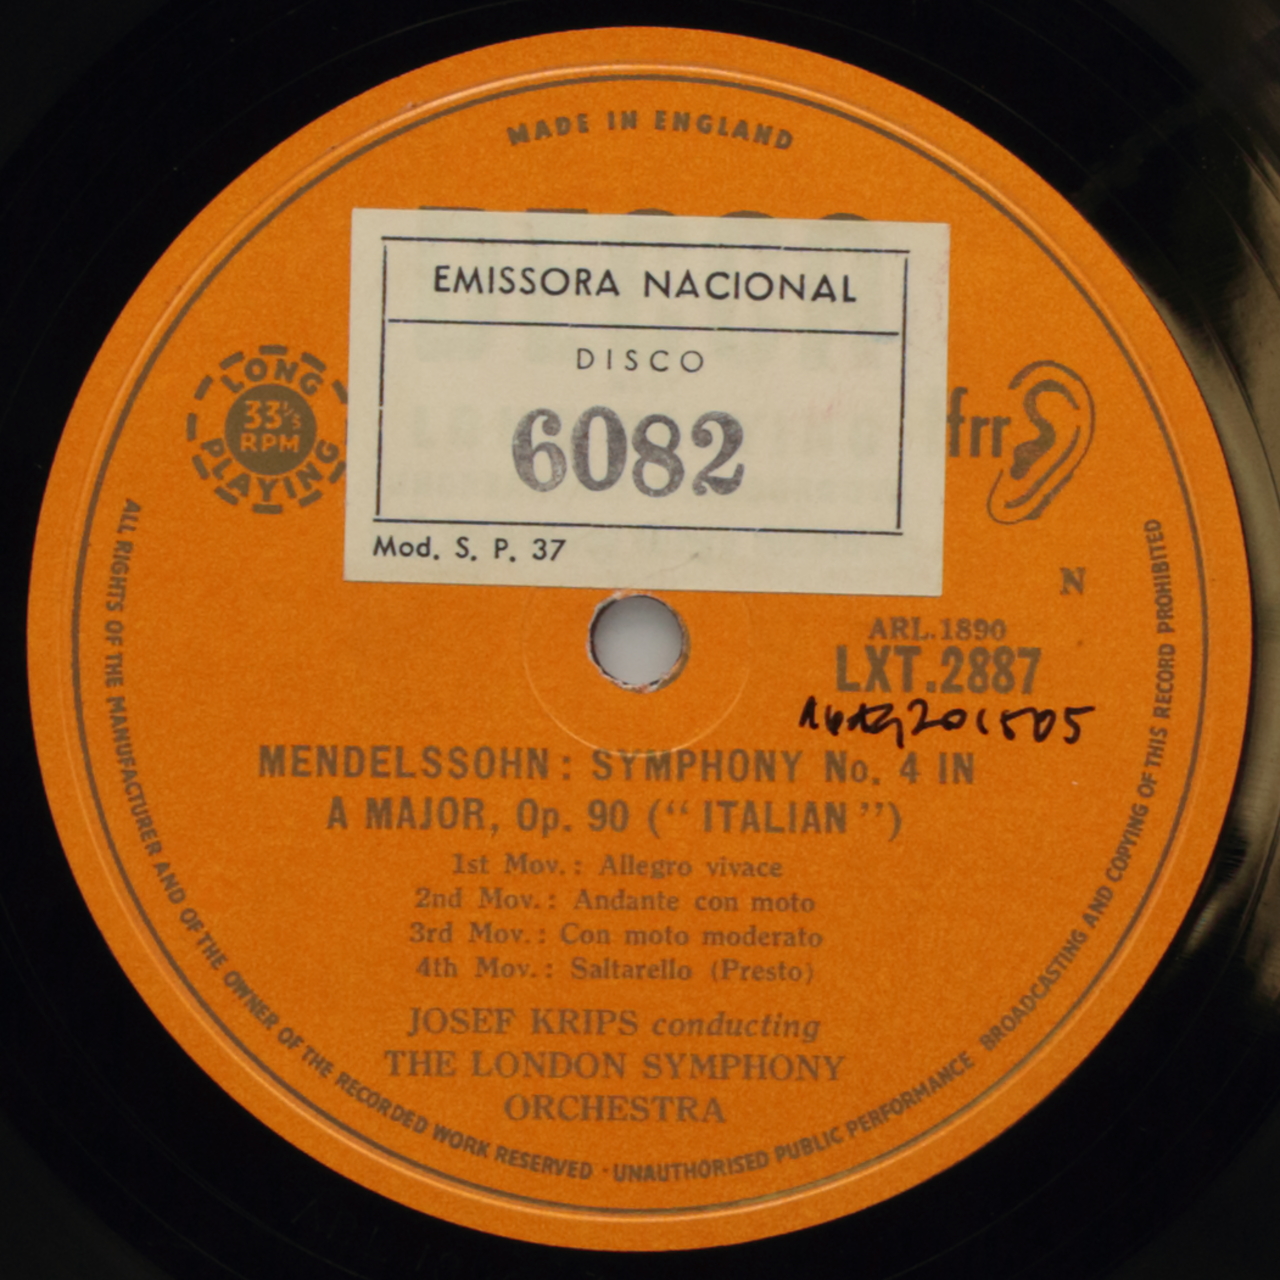 MADE IN ENGLAND
EMISSORA NACIONAL
DISCO
6082
Mod. S. P. 37
LONG
33⅓
RPM
PLAYING
ffrr
N
ARL.1890
LXT.2887
MENDELSSOHN : SYMPHONY No. 4 IN
A MAJOR, Op. 90 (“ ITALIAN ”)
1st Mov. : Allegro vivace
2nd Mov. : Andante con moto
3rd Mov. : Con moto moderato
4th Mov. : Saltarello (Presto)
JOSEF KRIPS conducting
THE LONDON SYMPHONY
ORCHESTRA
ALL RIGHTS OF THE MANUFACTURER AND OF THE OWNER OF THE RECORDED WORK RESERVED · UNAUTHORISED PUBLIC PERFORMANCE BROADCASTING AND COPYING OF THIS RECORD PROHIBITED